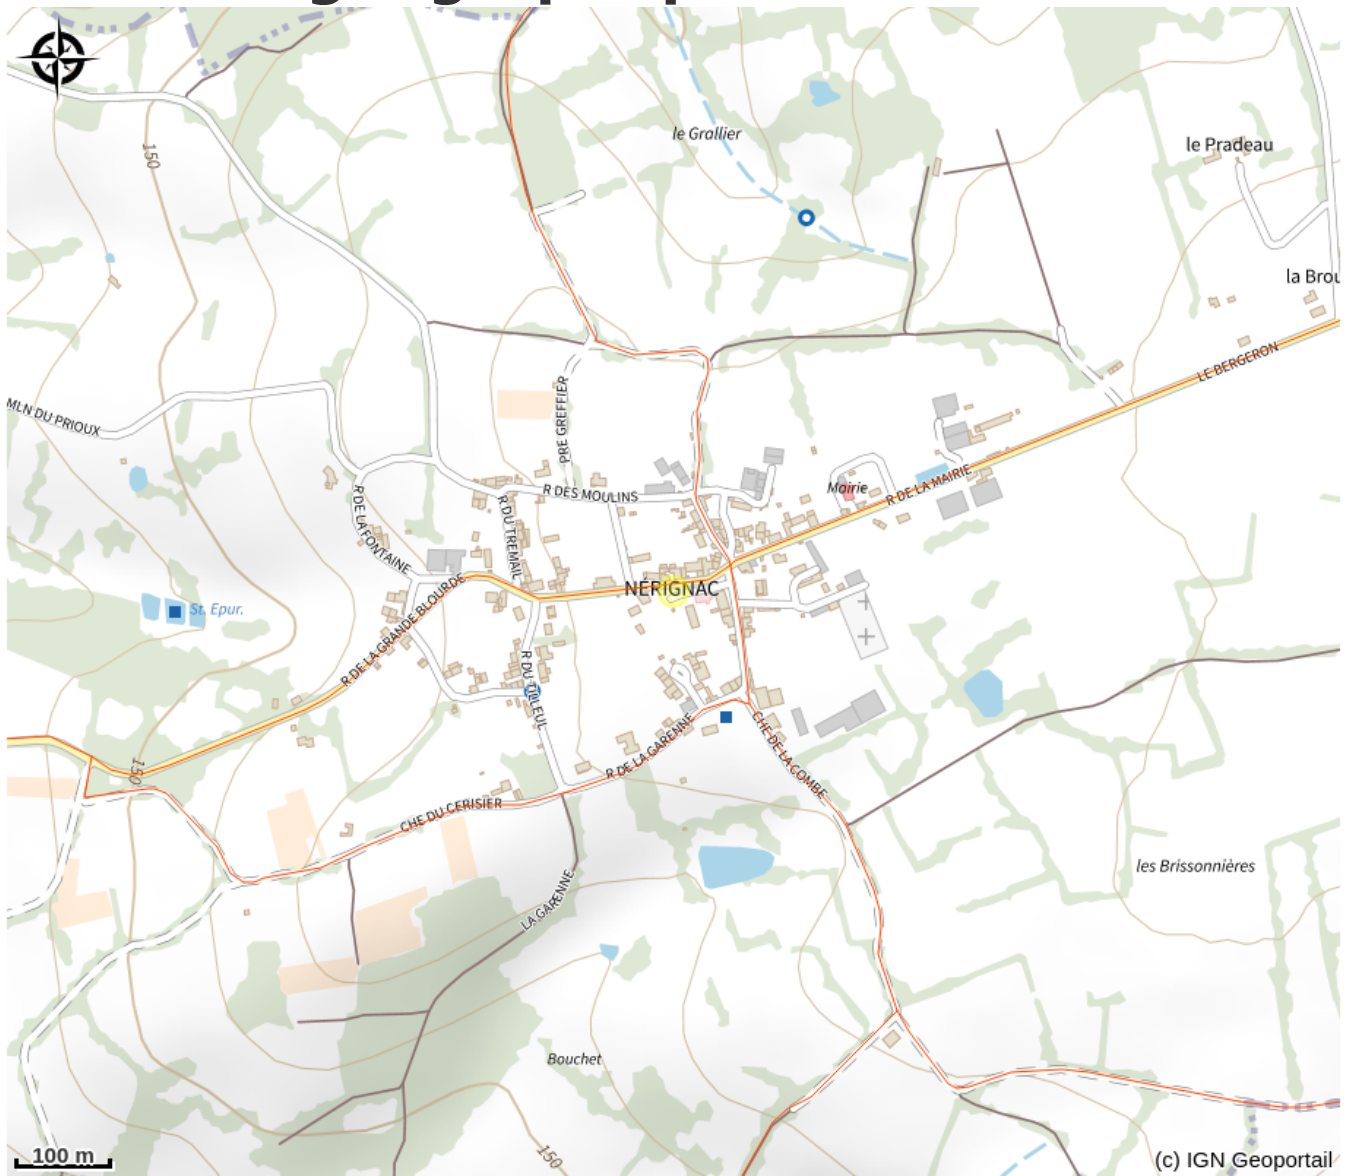 le Grallier
le Pradeau
150
la Brou
LE BERGERON
MLN DU PRIOUX
PRE GREFFIER
R DES MOULINS
Mairie
R DE LA MAIRIE
R DE LA FONTAINE
R DU TREMAIL
NÉRIGNAC
St. Epur.
R DE LA GRANDE BLOURDE
R DU TILLEUL
R DE LA GARENNE
CHE DE LA COMBE
150
CHE DU CERISIER
les Brissonnières
LA GARENNE
Bouchet
150
100 m
(c) IGN Geoportail